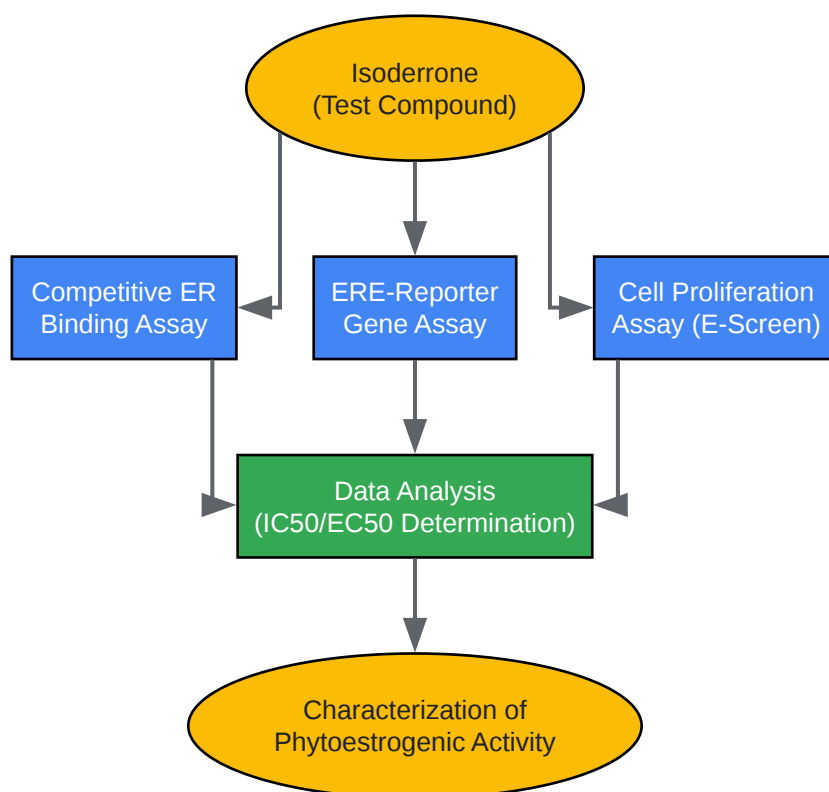 Isoderrone
(Test Compound)
Competitive ER
Binding Assay
ERE-Reporter
Gene Assay
Cell Proliferation
Assay (E-Screen)
Data Analysis
(IC50/EC50 Determination)
Characterization of
Phytoestrogenic Activity